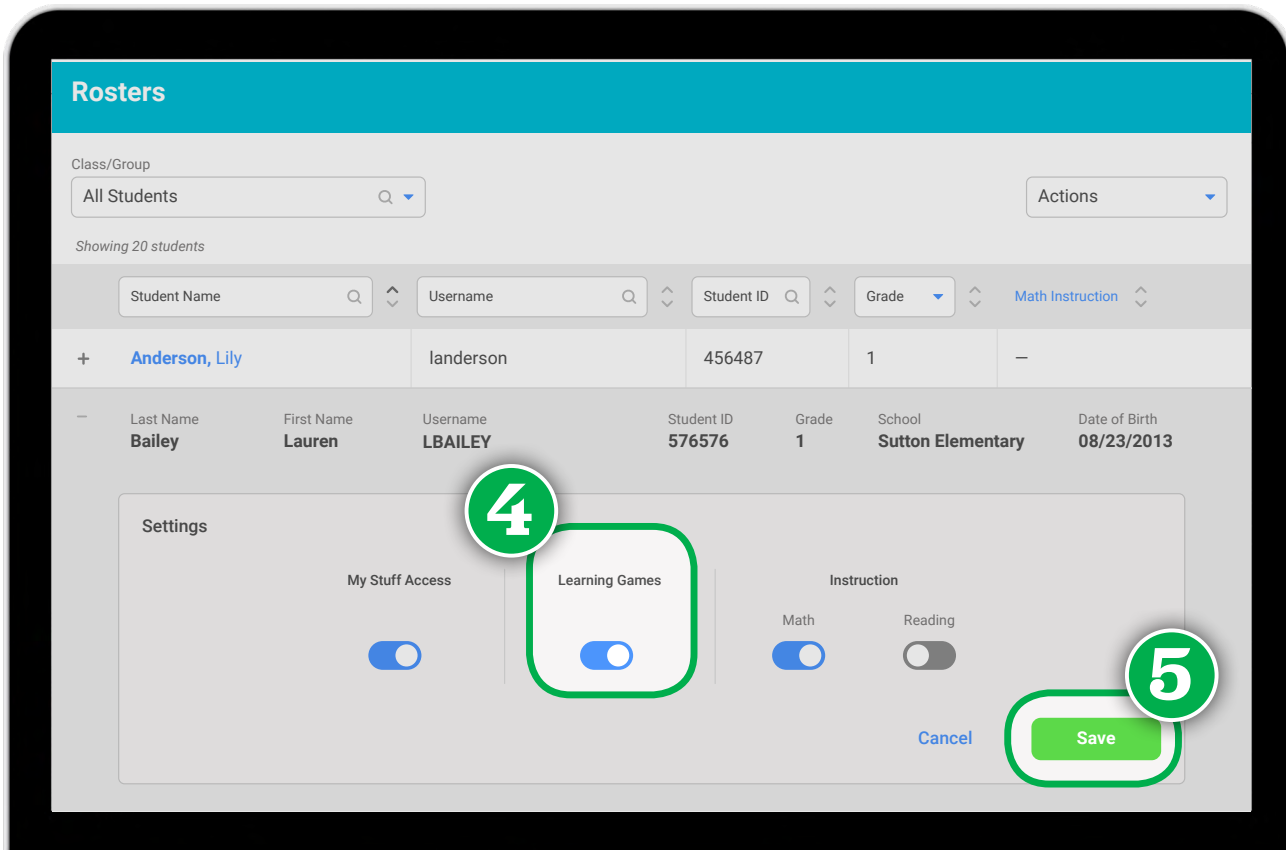 Rosters
Class/Group
All Students
Actions
Showing 20 students
Student Name Username Student ID Grade Math Instruction
+ Anderson, Lily landerson 456487 1 —
– Last Name First Name Username Student ID Grade School Date of Birth
Bailey Lauren LBAILEY 576576 1 Sutton Elementary 08/23/2013
4
Settings
My Stuff Access Learning Games Instruction
Math Reading
5
Cancel Save